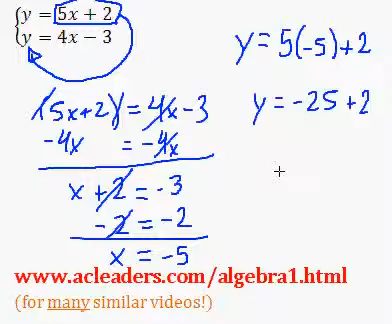 y = 5x + 2
y = 4x − 3
y = 5(-5)+2
(5x+2) = 4x-3
y = -25+2
-4x = -4x
x + 2 = -3
-2 = -2
x = -5
www.acleaders.com/algebra1.html
(for many similar videos!)